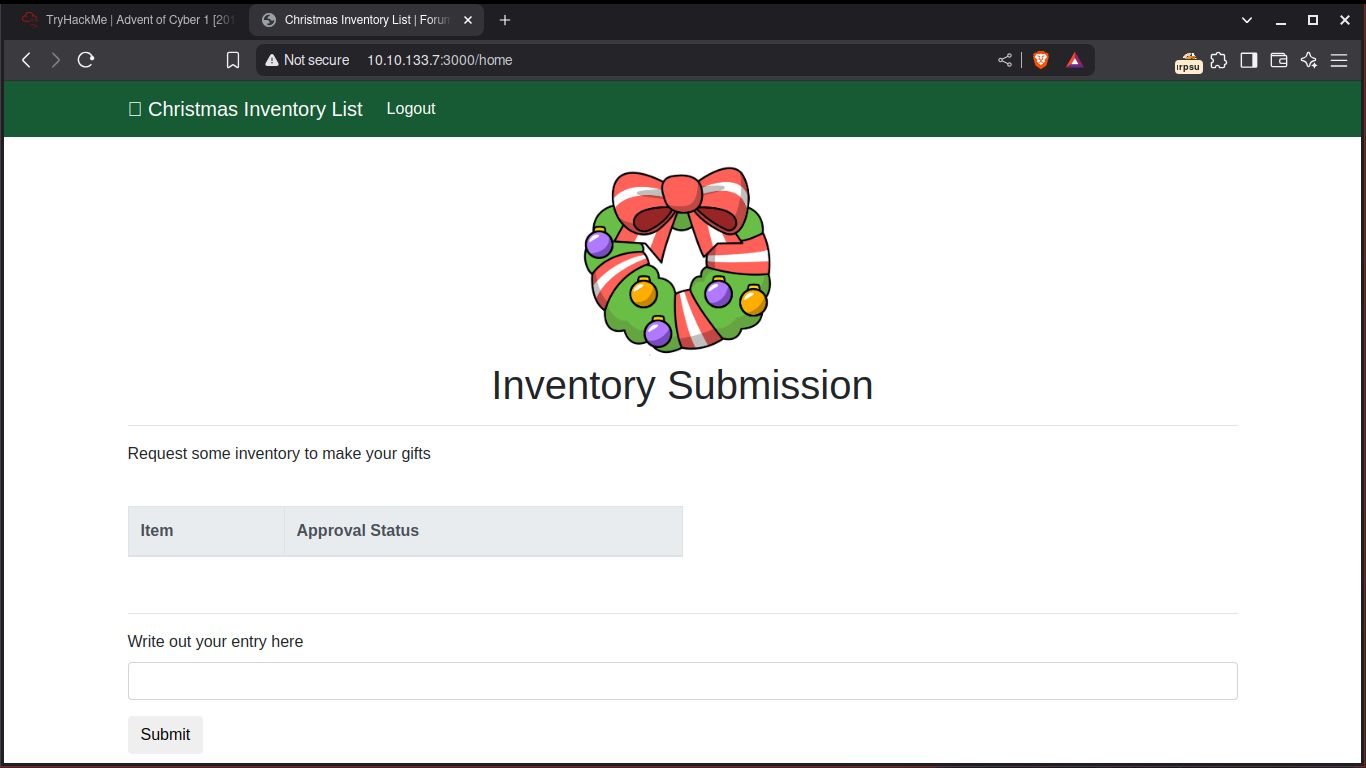 TryHackMe | Advent of Cyber 1 [201
Christmas Inventory List | Forum
Not secure 10.10.133.7:3000/home
irpsu
Christmas Inventory List Logout
Inventory Submission
Request some inventory to make your gifts
Item Approval Status
Write out your entry here
Submit